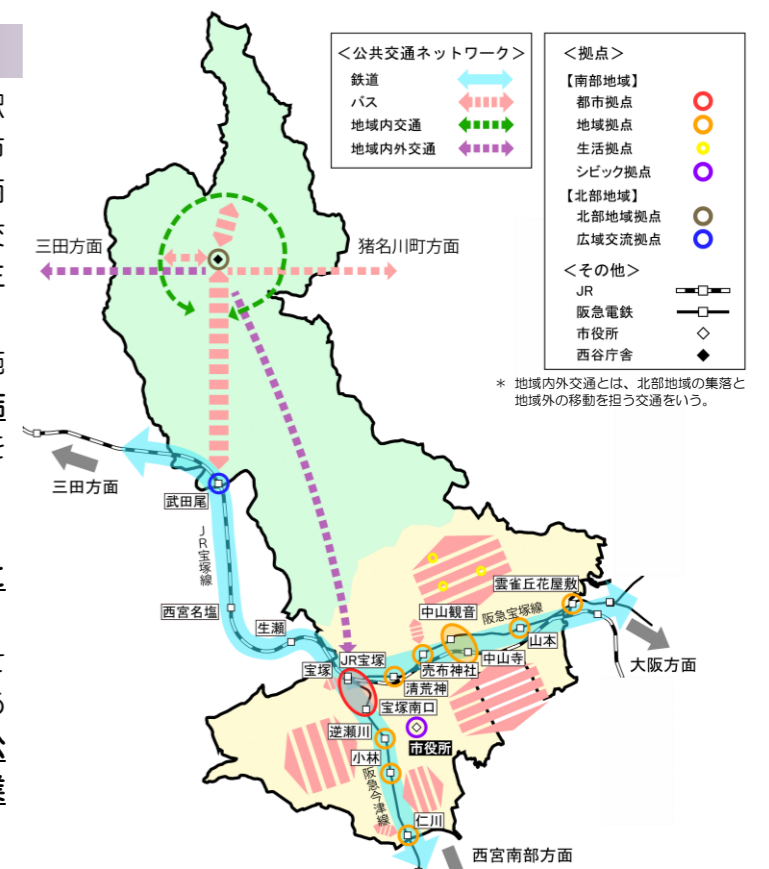 ＜公共交通ネットワーク＞
鉄道
バス
地域内交通
地域内外交通
＜拠点＞
【南部地域】
都市拠点
地域拠点
生活拠点
シビック拠点
【北部地域】
北部地域拠点
広域交流拠点
＜その他＞
JR
阪急電鉄
市役所
西谷庁舎
＊ 地域内外交通とは、北部地域の集落と
地域外の移動を担う交通をいう。
三田方面
猪名川町方面
三田方面
武田尾
JR宝塚線
西宮名塩
生瀬
宝塚
JR宝塚
清荒神
売布神社
中山観音
中山寺
阪急宝塚線
山本
雲雀丘花屋敷
大阪方面
宝塚南口
逆瀬川
市役所
小林
阪急今津線
仁川
西宮南部方面